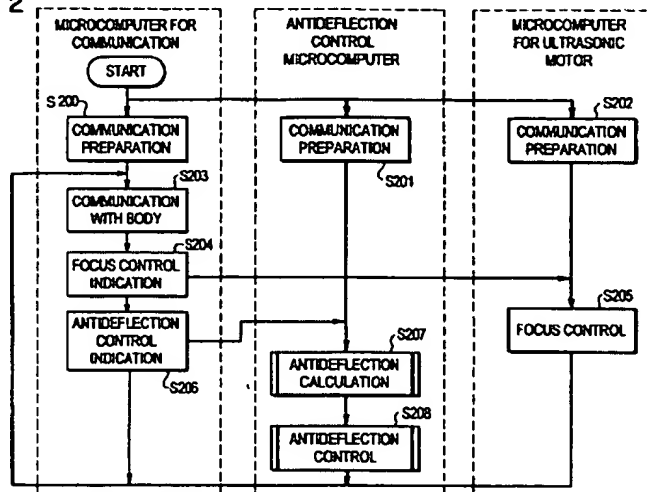 2
MICROCOMPUTER FOR
COMMUNICATION
ANTIDEFLECTION
CONTROL
MICROCOMPUTER
MICROCOMPUTER
FOR ULTRASONIC
MOTOR
START
S200
COMMUNICATION
PREPARATION
COMMUNICATION
PREPARATION
S201
S202
COMMUNICATION
PREPARATION
S203
COMMUNICATION
WITH BODY
S204
FOCUS CONTROL
INDICATION
S205
FOCUS CONTROL
ANTIDEFLECTION
CONTROL
INDICATION
S206
S207
ANTIDEFLECTION
CALCULATION
S208
ANTIDEFLECTION
CONTROL